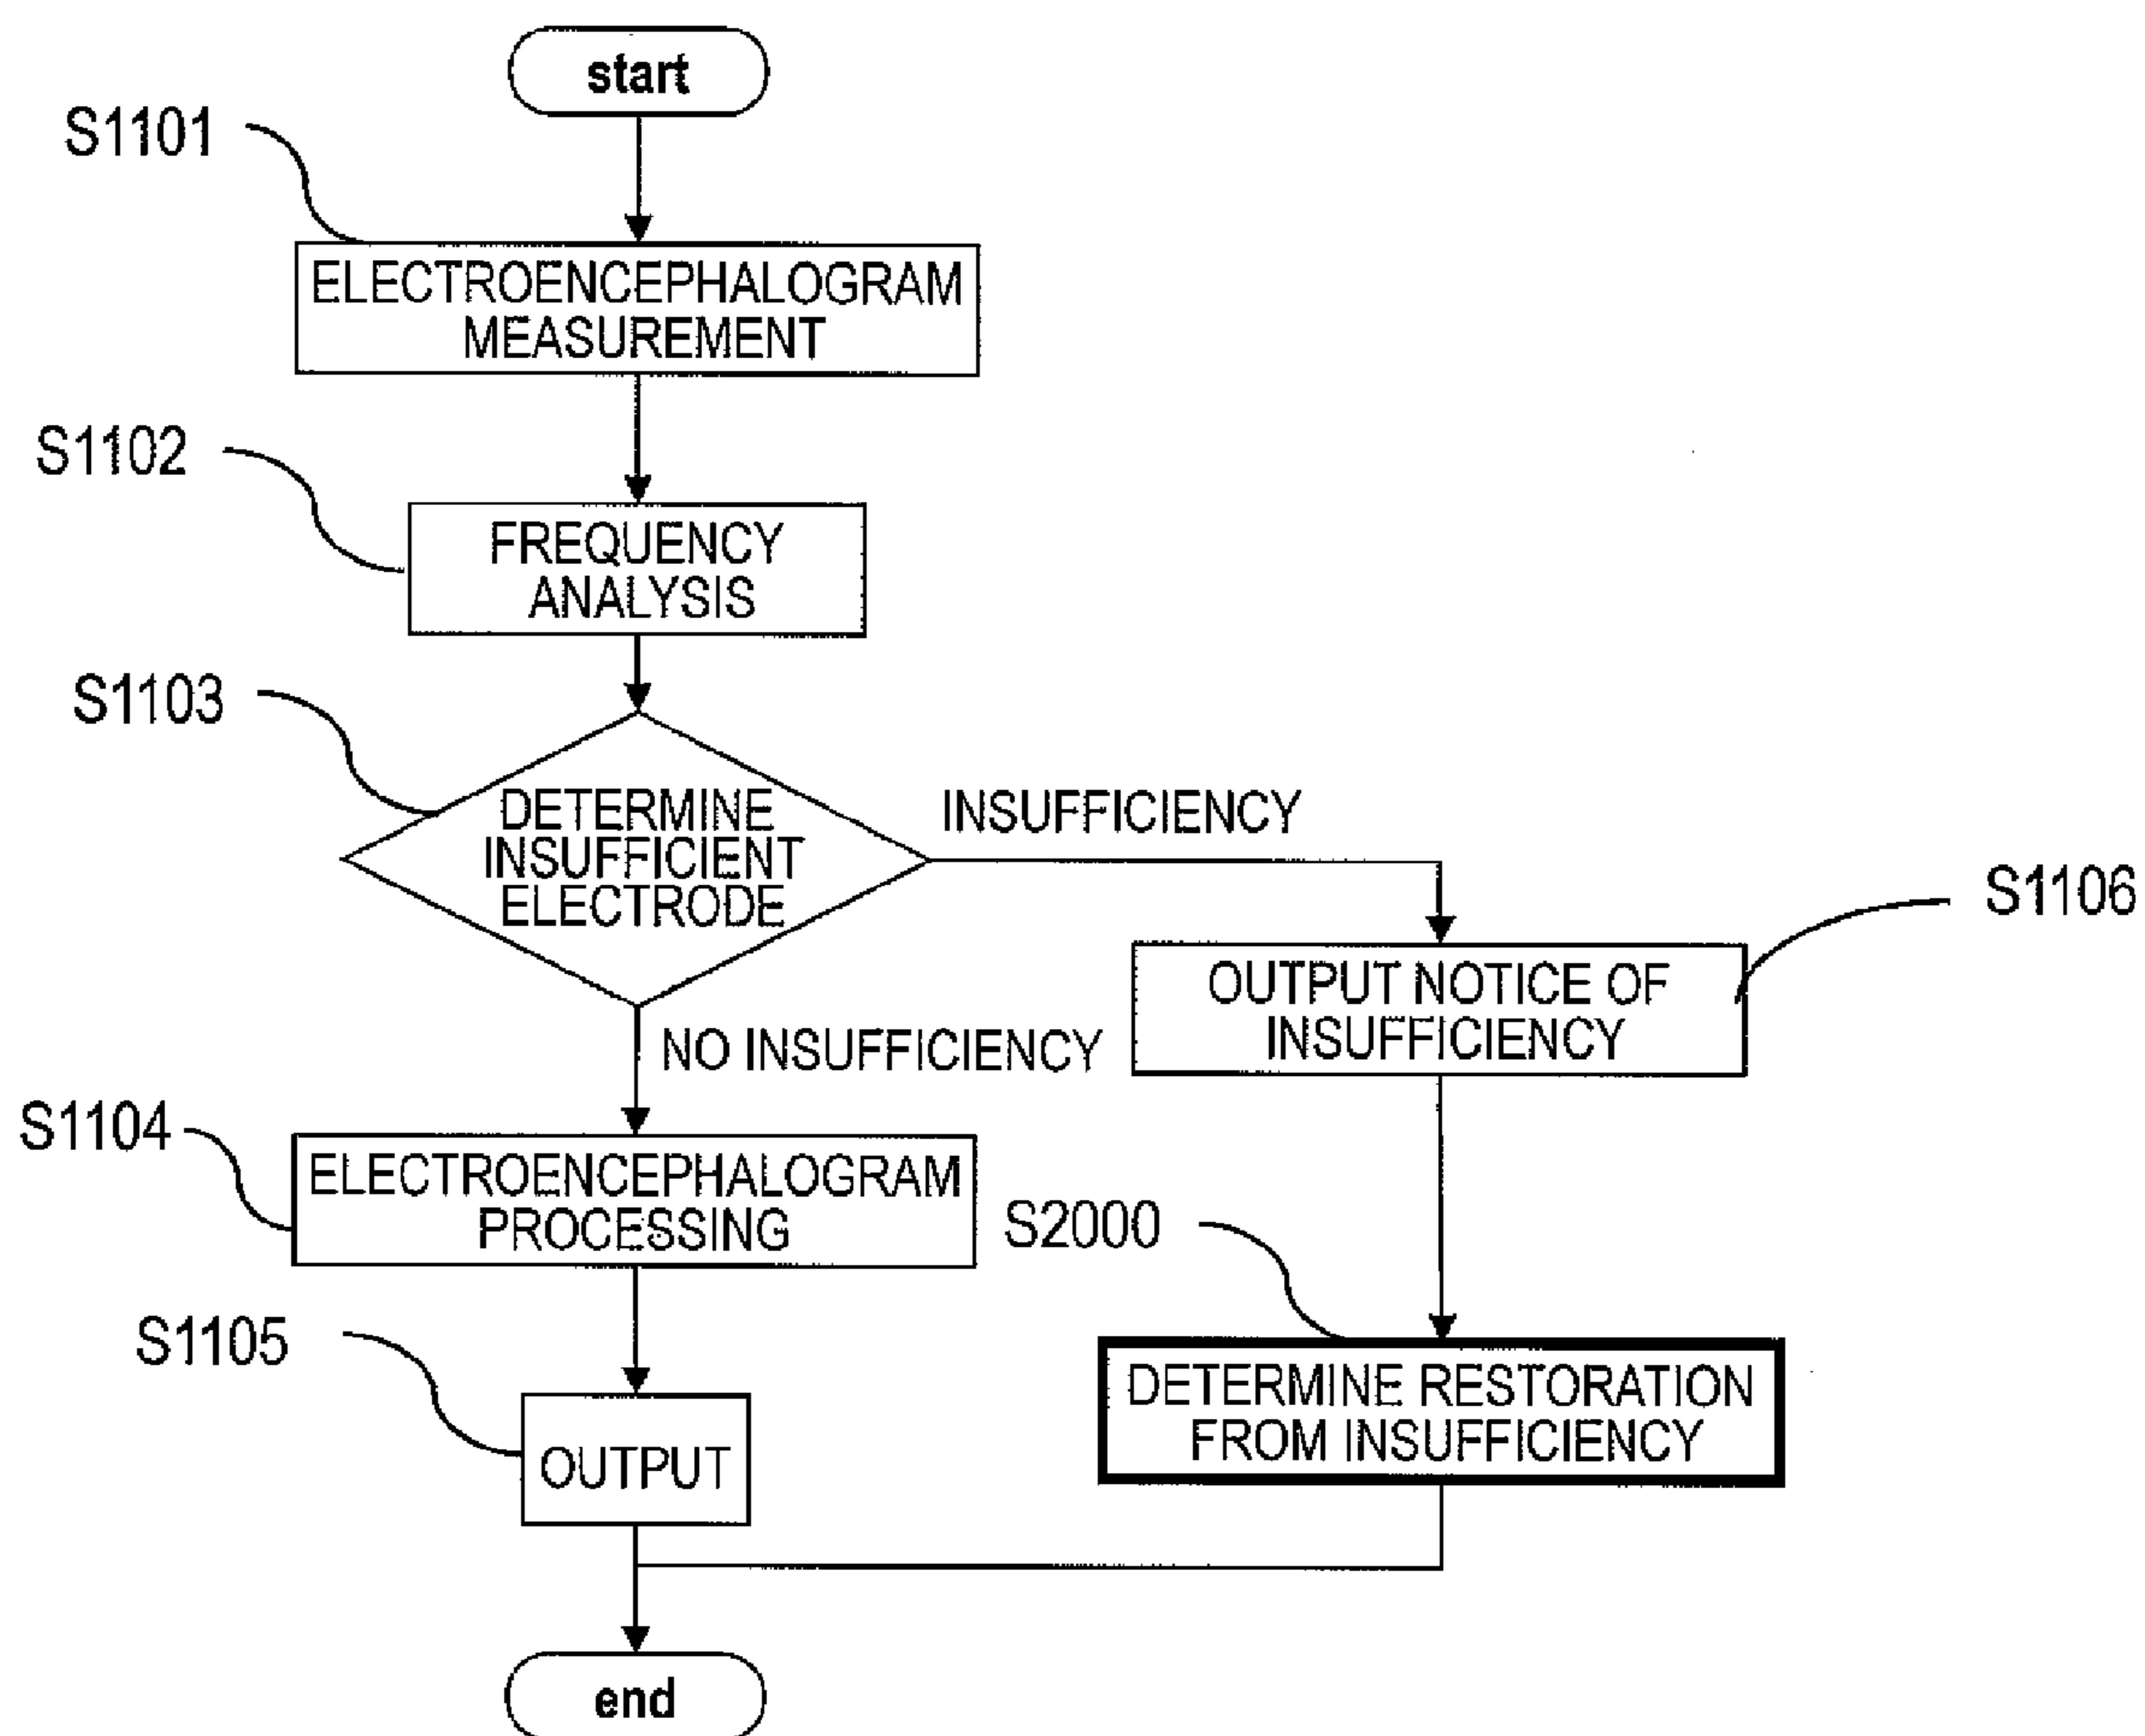 start
S1101
ELECTROENCEPHALOGRAM
MEASUREMENT
S1102
FREQUENCY
ANALYSIS
S1103
DETERMINE
INSUFFICIENT
ELECTRODE
INSUFFICIENCY
S1106
OUTPUT NOTICE OF
INSUFFICIENCY
NO INSUFFICIENCY
S1104
ELECTROENCEPHALOGRAM
PROCESSING
S2000
DETERMINE RESTORATION
FROM INSUFFICIENCY
S1105
OUTPUT
end